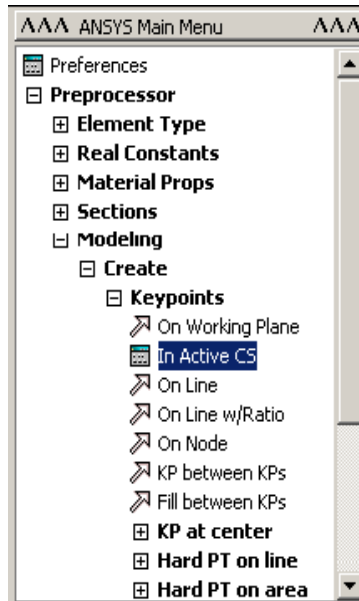 ANSYS Main Menu
Preferences
Preprocessor
Element Type
Real Constants
Material Props
Sections
Modeling
Create
Keypoints
On Working Plane
In Active CS
On Line
On Line w/Ratio
On Node
KP between KPs
Fill between KPs
KP at center
Hard PT on line
Hard PT on area